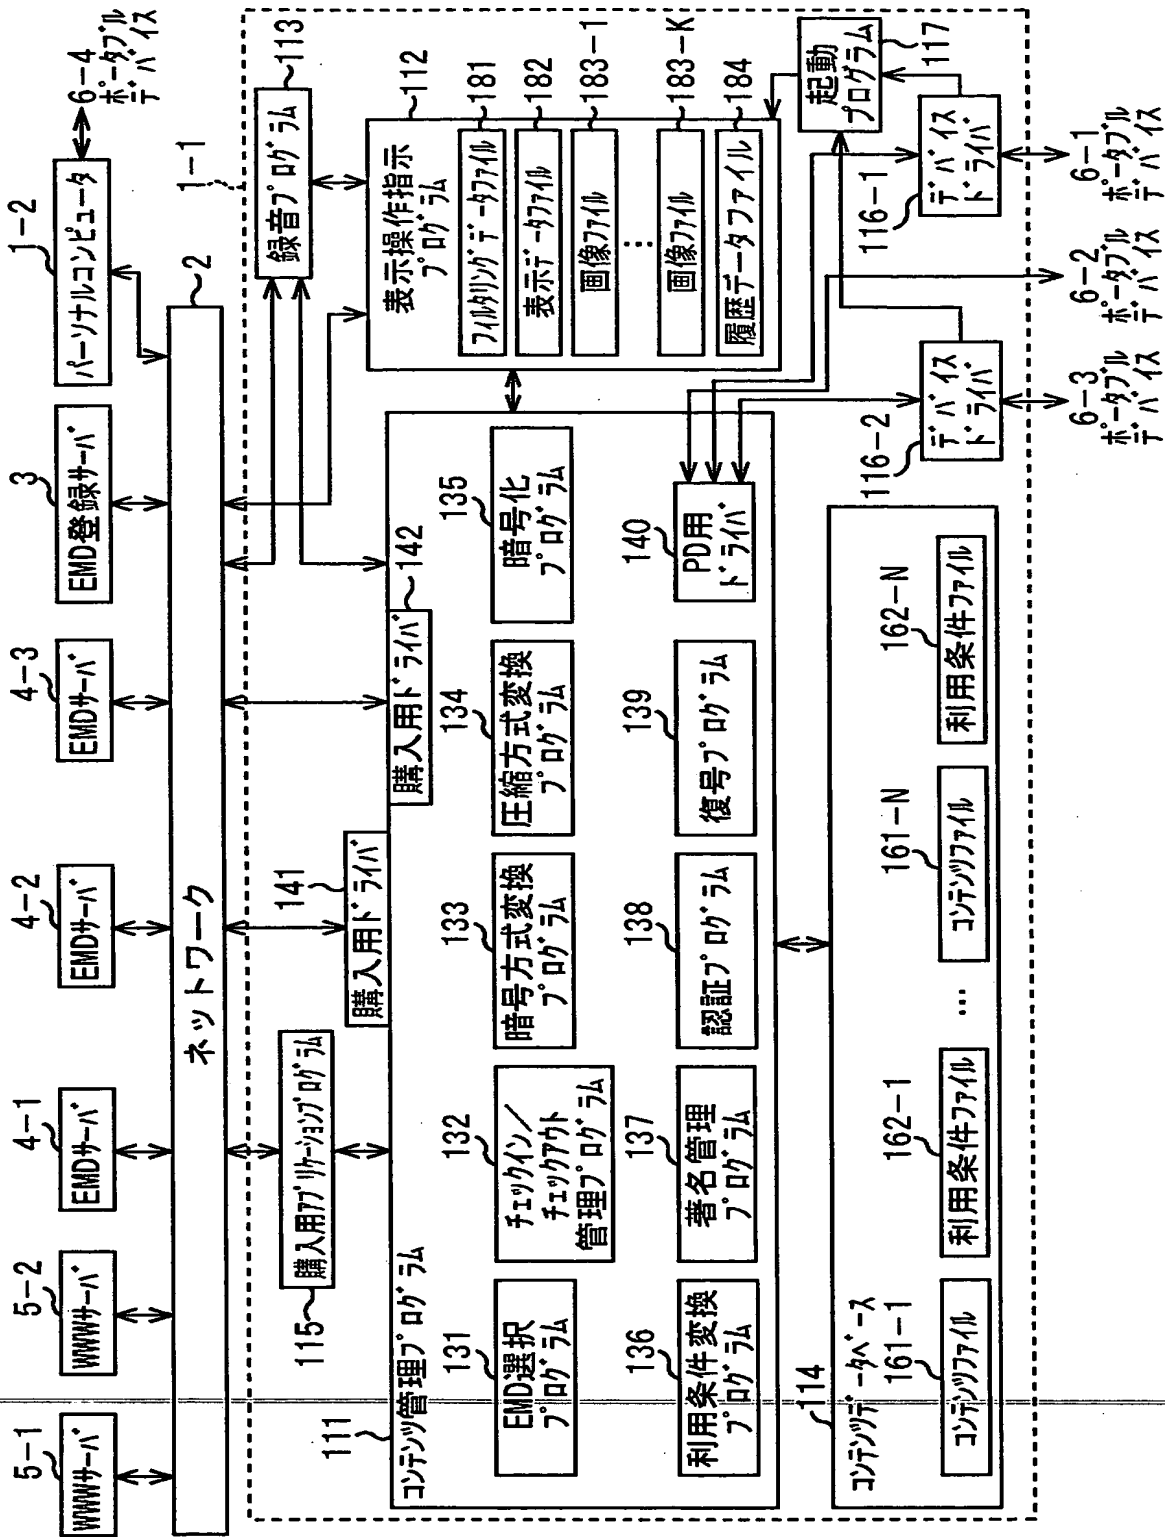 5-1
WWWサーバ
5-2
WWWサーバ
4-1
EMDサーバ
4-2
EMDサーバ
4-3
EMDサーバ
3
EMD登録サーバ
1-2
パーソナルコンピュータ
6-4
ポータブル
デバイス
2
ネットワーク
1-1
115
購入用アプリケーションプログラム
141
購入用ドライバ
142
購入用ドライバ
113
録音プログラム
111
コンテンツ管理プログラム
131
EMD選択
プログラム
132
チェックイン/
チェックアウト
管理プログラム
133
暗号方式変換
プログラム
134
圧縮方式変換
プログラム
135
暗号化
プログラム
136
利用条件変換
プログラム
137
著名管理
プログラム
138
認証プログラム
139
復号プログラム
140
PD用
ドライバ
112
表示操作指示
プログラム
181
フィルタリングデータファイル
182
表示データファイル
183-1
画像ファイル
...
183-K
画像ファイル
184
履歴データファイル
117
起動
プログラム
114
コンテンツデータベース
161-1
コンテンツファイル
162-1
利用条件ファイル
...
161-N
コンテンツファイル
162-N
利用条件ファイル
116-2
デバイス
ドライバ
116-1
デバイス
ドライバ
6-3
ポータブル
デバイス
6-2
ポータブル
デバイス
6-1
ポータブル
デバイス